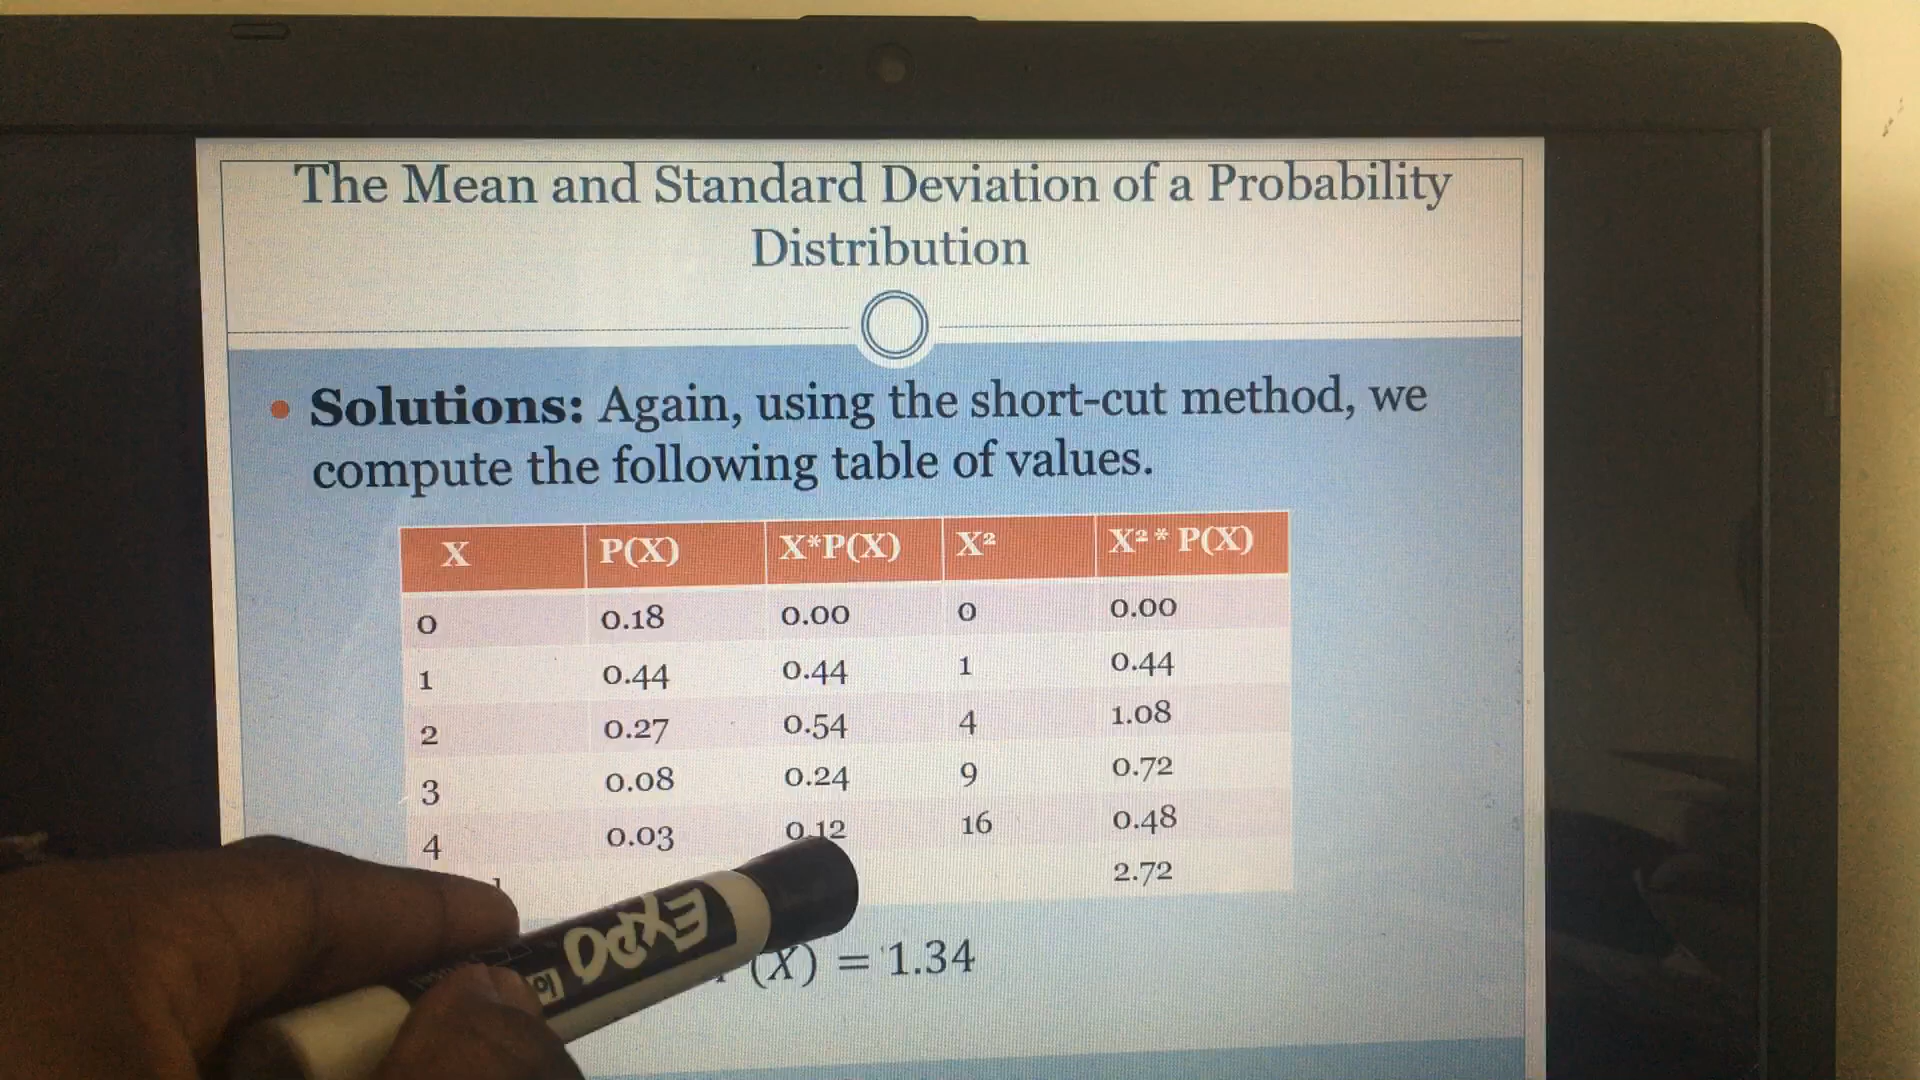 The Mean and Standard Deviation of a Probability
Distribution
• Solutions: Again, using the short-cut method, we
compute the following table of values.
X P(X) X*P(X) X² X² * P(X)
0 0.18 0.00 0 0.00
1 0.44 0.44 1 0.44
2 0.27 0.54 4 1.08
3 0.08 0.24 9 0.72
4 0.03 0.12 16 0.48
2.72
(X) = 1.34
EXPO